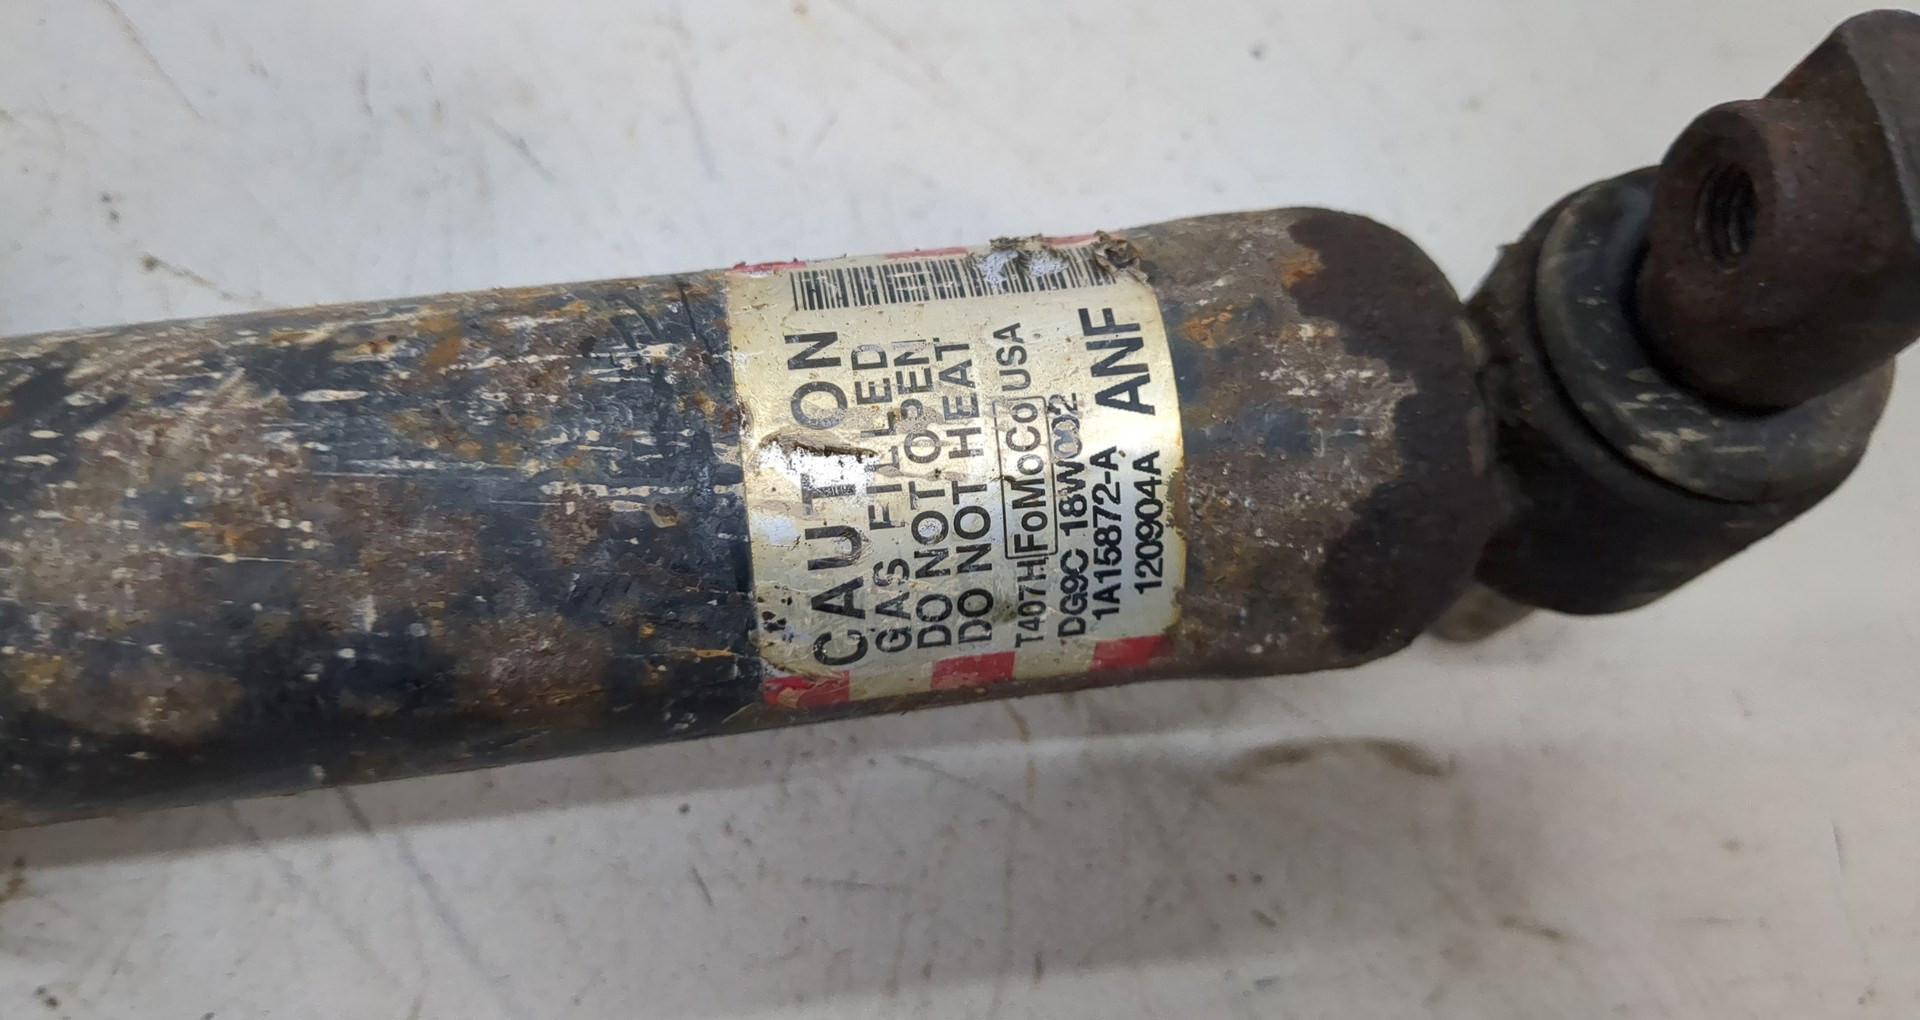 CAUTION
GAS FILLED
DO NOT OPEN
DO NOT HEAT
T407H FoMoCo USA
DG9C 18W002
1A15872-A ANF
120904A